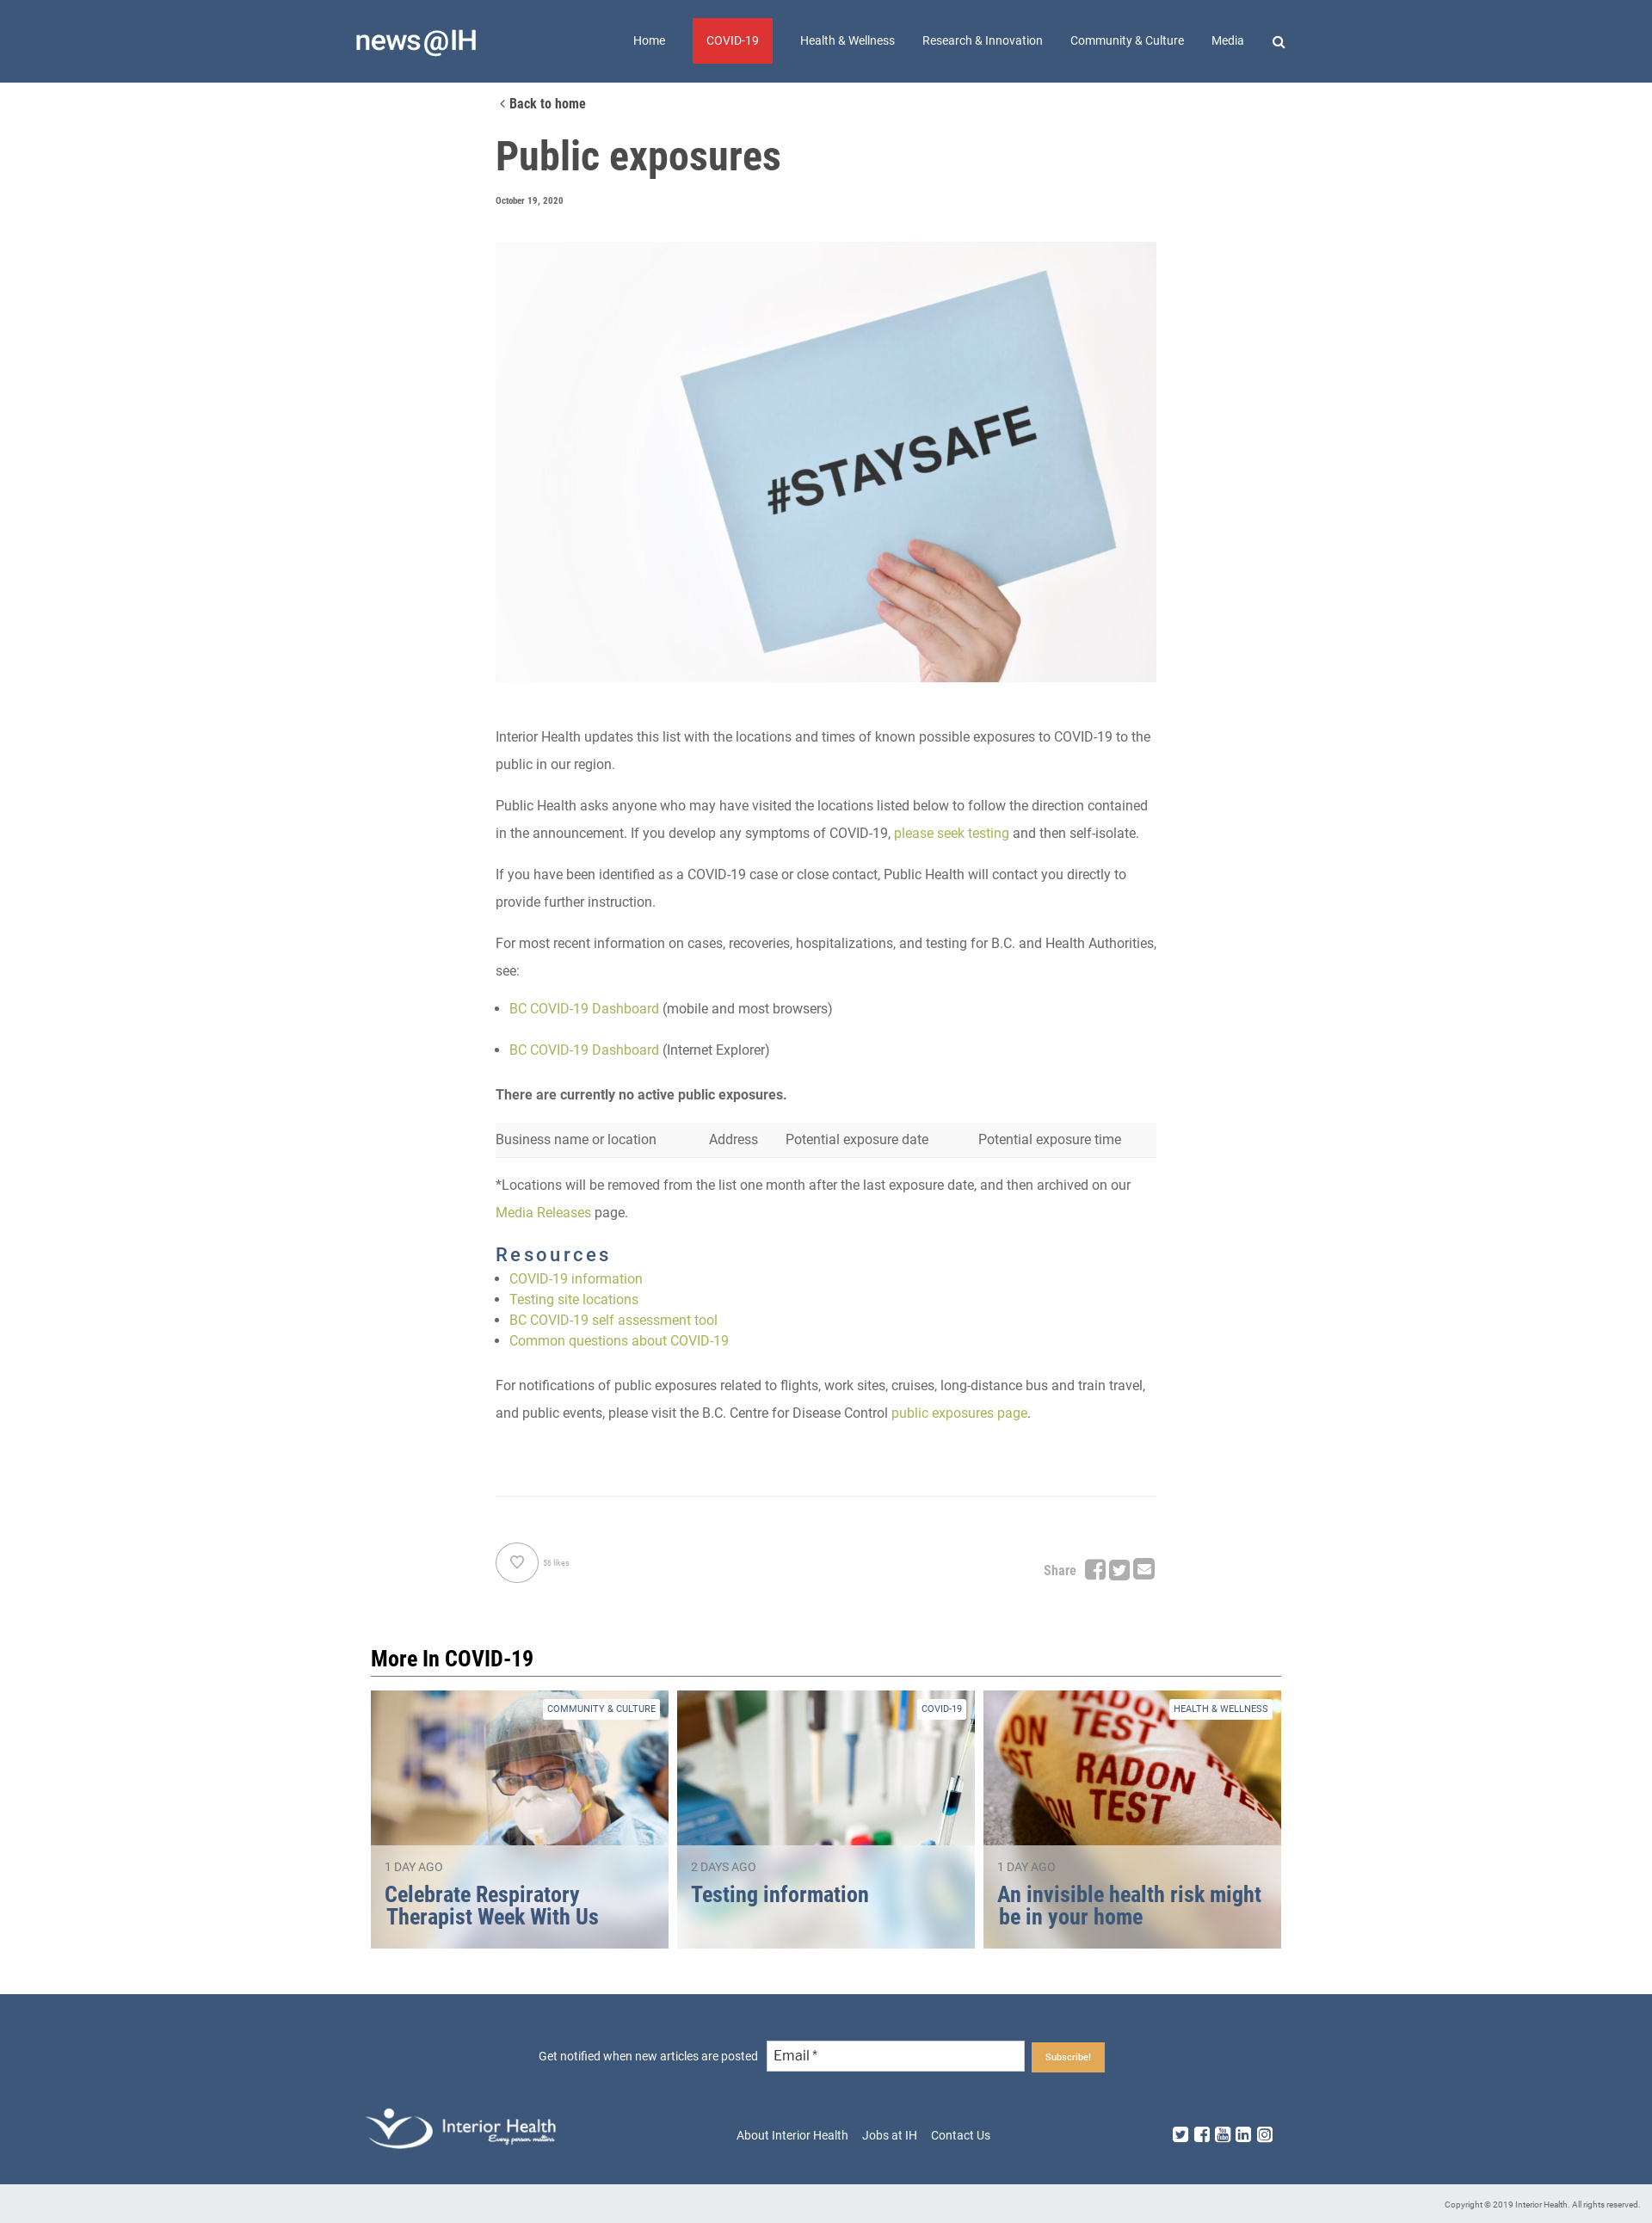 news@IH
Home COVID-19 Health & Wellness Research & Innovation Community & Culture Media
Back to home
Public exposures
October 19, 2020
#STAYSAFE
Interior Health updates this list with the locations and times of known possible exposures to COVID-19 to the
public in our region.
Public Health asks anyone who may have visited the locations listed below to follow the direction contained
in the announcement. If you develop any symptoms of COVID-19, please seek testing and then self-isolate.
If you have been identified as a COVID-19 case or close contact, Public Health will contact you directly to
provide further instruction.
For most recent information on cases, recoveries, hospitalizations, and testing for B.C. and Health Authorities,
see:
• BC COVID-19 Dashboard (mobile and most browsers)
• BC COVID-19 Dashboard (Internet Explorer)
There are currently no active public exposures.
Business name or location Address Potential exposure date Potential exposure time
*Locations will be removed from the list one month after the last exposure date, and then archived on our
Media Releases page.
Resources
• COVID-19 information
• Testing site locations
• BC COVID-19 self assessment tool
• Common questions about COVID-19
For notifications of public exposures related to flights, work sites, cruises, long-distance bus and train travel,
and public events, please visit the B.C. Centre for Disease Control public exposures page.
56 likes
Share
More In COVID-19
COMMUNITY & CULTURE
1 DAY AGO
Celebrate Respiratory
Therapist Week With Us
COVID-19
2 DAYS AGO
Testing information
RADON
TEST
RADON
TEST
HEALTH & WELLNESS
1 DAY AGO
An invisible health risk might
be in your home
Get notified when new articles are posted Email * Subscribe!
Interior Health
Every person matters
About Interior Health Jobs at IH Contact Us
Copyright © 2019 Interior Health. All rights reserved.